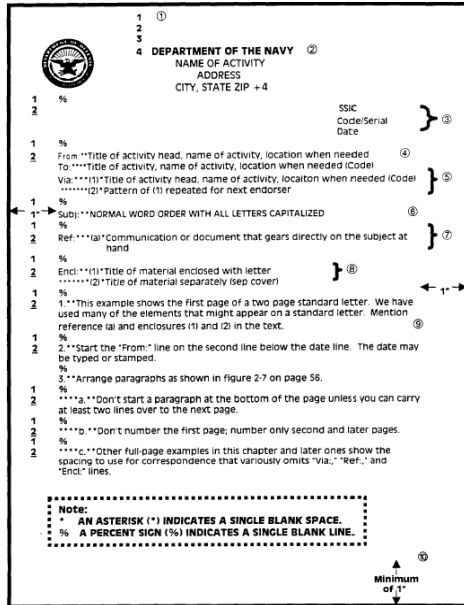 1 ①
2
3
4 DEPARTMENT OF THE NAVY ②
NAME OF ACTIVITY
ADDRESS
CITY, STATE ZIP +4
1 %
2 SSIC
Code/Serial ③
Date
1 %
2 From:**Title of activity head, name of activity, location when needed ④
To:****Title of activity head, name of activity, location when needed (Code)
Via:***(1)*Title of activity head, name of activity, locaiton when needed (Code) ⑤
*******(2)*Pattern of (1) repeated for next endorser
1 %
1" Subj:**NORMAL WORD ORDER WITH ALL LETTERS CAPITALIZED ⑥
1 %
2 Ref:***(a)*Communication or document that gears directly on the subject at ⑦
hand
1 %
2 Encl:**(1)*Title of material enclosed with letter ⑧
*******(2)*Title of material separately (sep cover)
1 % 1"
2 1.**This example shows the first page of a two page standard letter. We have
used many of the elements that might appear on a standard letter. Mention
reference (a) and enclosures (1) and (2) in the text. ⑨
1 %
2 2.**Start the "From:" line on the second line below the date line. The date may
be typed or stamped.
%
3.**Arrange paragraphs as shown in figure 2-7 on page 56.
1 %
2 ****a.**Don't start a paragraph at the bottom of the page unless you can carry
at least two lines over to the next page.
1 %
2 ****b.**Don't number the first page; number only second and later pages.
1 %
2 ****c.**Other full-page examples in this chapter and later ones show the
spacing to use for correspondence that variously omits "Via:," "Ref:," and
"Encl:" lines.
Note:
* AN ASTERISK (*) INDICATES A SINGLE BLANK SPACE.
% A PERCENT SIGN (%) INDICATES A SINGLE BLANK LINE.
⑩
Minimum
of 1"